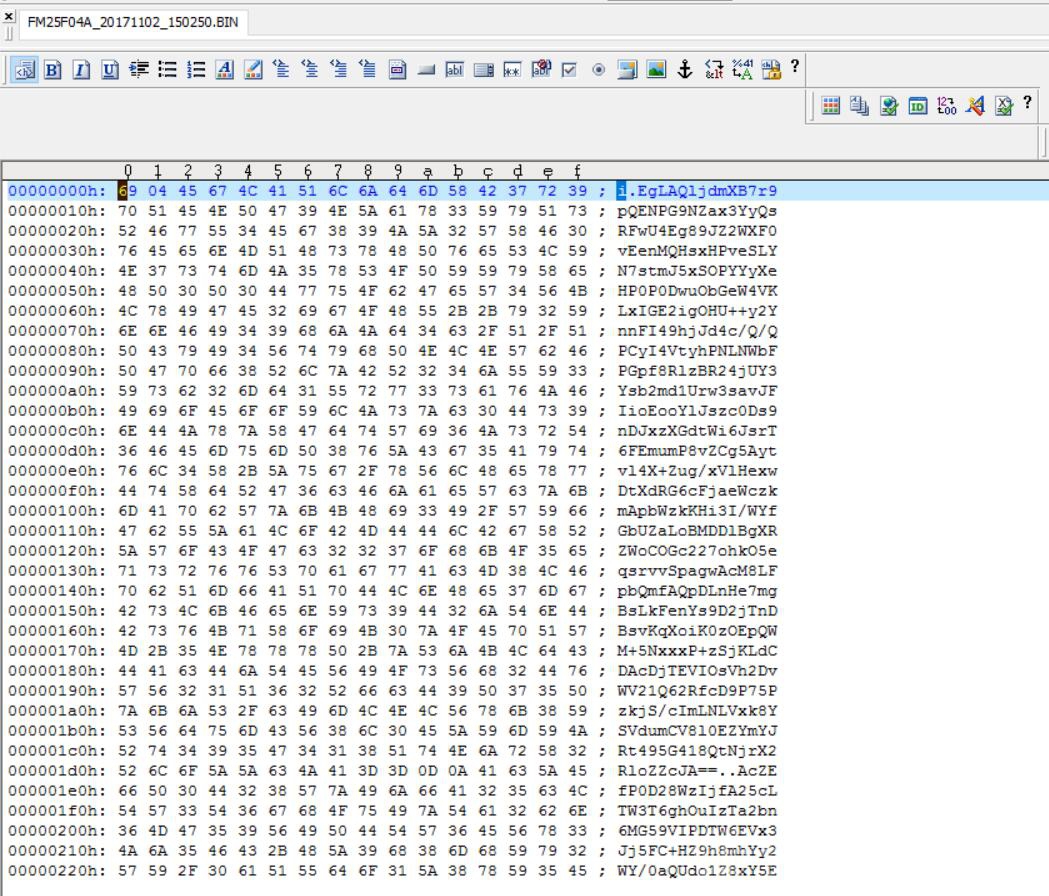 FM25F04A_20171102_150250.BIN
0 1 2 3 4 5 6 7 8 9 a b c d e f
00000000h: 69 04 45 67 4C 41 51 6C 6A 64 6D 58 42 37 72 39 ; i.EgLAQljdmXB7r9
00000010h: 70 51 45 4E 50 47 39 4E 5A 61 78 33 59 79 51 73 ; pQENPG9NZax3YyQs
00000020h: 52 46 77 55 34 45 67 38 39 4A 5A 32 57 58 46 30 ; RFwU4Eg89JZ2WXF0
00000030h: 76 45 65 6E 4D 51 48 73 78 48 50 76 65 53 4C 59 ; vEenMQHsxHPveSLY
00000040h: 4E 37 73 74 6D 4A 35 78 53 4F 50 59 59 79 58 65 ; N7stmJ5xSOPYYyXe
00000050h: 48 50 30 50 30 44 77 75 4F 62 47 65 57 34 56 4B ; HP0P0DwuObGeW4VK
00000060h: 4C 78 49 47 45 32 69 67 4F 48 55 2B 2B 79 32 59 ; LxIGE2igOHU++y2Y
00000070h: 6E 6E 46 49 34 39 68 6A 4A 64 34 63 2F 51 2F 51 ; nnFI49hjJd4c/Q/Q
00000080h: 50 43 79 49 34 56 74 79 68 50 4E 4C 4E 57 62 46 ; PCyI4VtyhPNLNWbF
00000090h: 50 47 70 66 38 52 6C 7A 42 52 32 34 6A 55 59 33 ; PGpf8RlzBR24jUY3
000000a0h: 59 73 62 32 6D 64 31 55 72 77 33 73 61 76 4A 46 ; Ysb2md1Urw3savJF
000000b0h: 49 69 6F 45 6F 6F 59 6C 4A 73 7A 63 30 44 73 39 ; IioEooYlJszc0Ds9
000000c0h: 6E 44 4A 78 7A 58 47 64 74 57 69 36 4A 73 72 54 ; nDJxzXGdtWi6JsrT
000000d0h: 36 46 45 6D 75 6D 50 38 76 5A 43 67 35 41 79 74 ; 6FEmumP8vZCg5Ayt
000000e0h: 76 6C 34 58 2B 5A 75 67 2F 78 56 6C 48 65 78 77 ; vl4X+Zug/xVlHexw
000000f0h: 44 74 58 64 52 47 36 63 46 6A 61 65 57 63 7A 6B ; DtXdRG6cFjaeWczk
00000100h: 6D 41 70 62 57 7A 6B 4B 48 69 33 49 2F 57 59 66 ; mApbWzkKHi3I/WYf
00000110h: 47 62 55 5A 61 4C 6F 42 4D 44 44 6C 42 67 58 52 ; GbUZaLoBMDDlBgXR
00000120h: 5A 57 6F 43 4F 47 63 32 32 37 6F 68 6B 4F 35 65 ; ZWoCOGc227ohkO5e
00000130h: 71 73 72 76 76 53 70 61 67 77 41 63 4D 38 4C 46 ; qsrvvSpagwAcM8LF
00000140h: 70 62 51 6D 66 41 51 70 44 4C 6E 48 65 37 6D 67 ; pbQmfAQpDLnHe7mg
00000150h: 42 73 4C 6B 46 65 6E 59 73 39 44 32 6A 54 6E 44 ; BsLkFenYs9D2jTnD
00000160h: 42 73 76 4B 71 58 6F 69 4B 30 7A 4F 45 70 51 57 ; BsvKqXoiK0zOEpQW
00000170h: 4D 2B 35 4E 78 78 78 50 2B 7A 53 6A 4B 4C 64 43 ; M+5NxxxP+zSjKLdC
00000180h: 44 41 63 44 6A 54 45 56 49 4F 73 56 68 32 44 76 ; DAcDjTEVIOsVh2Dv
00000190h: 57 56 32 31 51 36 32 52 66 63 44 39 50 37 35 50 ; WV21Q62RfcD9P75P
000001a0h: 7A 6B 6A 53 2F 63 49 6D 4C 4E 4C 56 78 6B 38 59 ; zkjS/cImLNLVxk8Y
000001b0h: 53 56 64 75 6D 43 56 38 6C 30 45 5A 59 6D 59 4A ; SVdumCV8l0EZYmYJ
000001c0h: 52 74 34 39 35 47 34 31 38 51 74 4E 6A 72 58 32 ; Rt495G418QtNjrX2
000001d0h: 52 6C 6F 5A 5A 63 4A 41 3D 3D 0D 0A 41 63 5A 45 ; RloZZcJA==..AcZE
000001e0h: 66 50 30 44 32 38 57 7A 49 6A 66 41 32 35 63 4C ; fP0D28WzIjfA25cL
000001f0h: 54 57 33 54 36 67 68 4F 75 49 7A 54 61 32 62 6E ; TW3T6ghOuIzTa2bn
00000200h: 36 4D 47 35 39 56 49 50 44 54 57 36 45 56 78 33 ; 6MG59VIPDTW6EVx3
00000210h: 4A 6A 35 46 43 2B 48 5A 39 68 38 6D 68 59 79 32 ; Jj5FC+HZ9h8mhYy2
00000220h: 57 59 2F 30 61 51 55 64 6F 31 5A 38 78 59 35 45 ; WY/0aQUdo1Z8xY5E